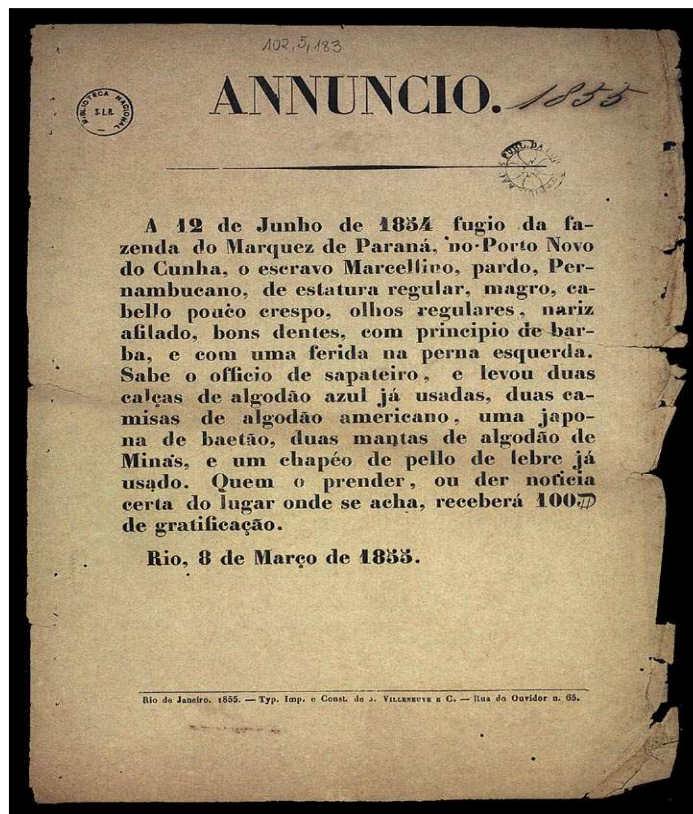 102,5,183
ANNUNCIO.
1855
BIBLIOTECA NACIONAL
S.L.R.
PUBL. DA
A 12 de Junho de 1854 fugio da fa-
zenda do Marquez de Paraná, no Porto Novo
do Cunha, o escravo Marcellino, pardo, Per-
nambucano, de estatura regular, magro, ca-
bello pouco crespo, olhos regulares, nariz
afilado, bons dentes, com principio de bar-
ba, e com uma ferida na perna esquerda.
Sabe o officio de sapateiro, e levou duas
calças de algodão azul já usadas, duas ca-
misas de algodão americano, uma japo-
na de baetão, duas mantas de algodão de
Minas, e um chapéo de pello de lebre já
usado. Quem o prender, ou der noticia
certa do lugar onde se acha, receberá 100$
de gratificação.
Rio, 8 de Março de 1855.
Rio de Janeiro. 1855. — Typ. Imp. e Const. de J. VILLENEUVE E C. — Rua do Ouvidor n. 65.